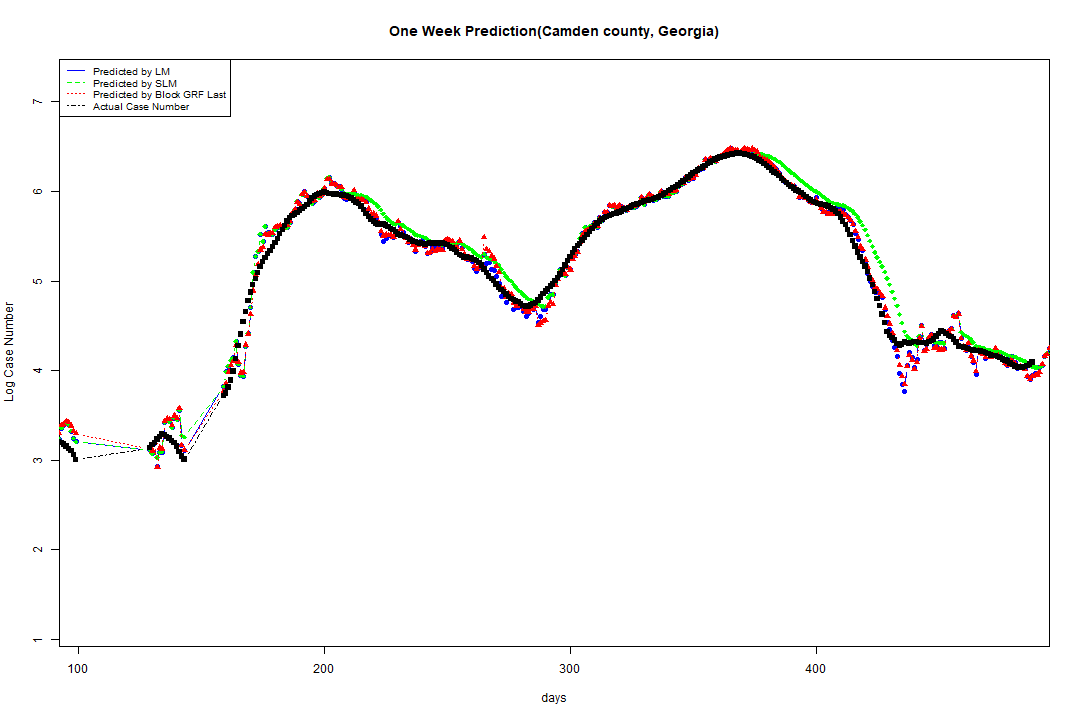 One Week Prediction(Camden county, Georgia)
Predicted by LM
Predicted by SLM
Predicted by Block GRF Last
Actual Case Number
7
6
5
4
3
2
1
Log Case Number
100 200 300 400
days